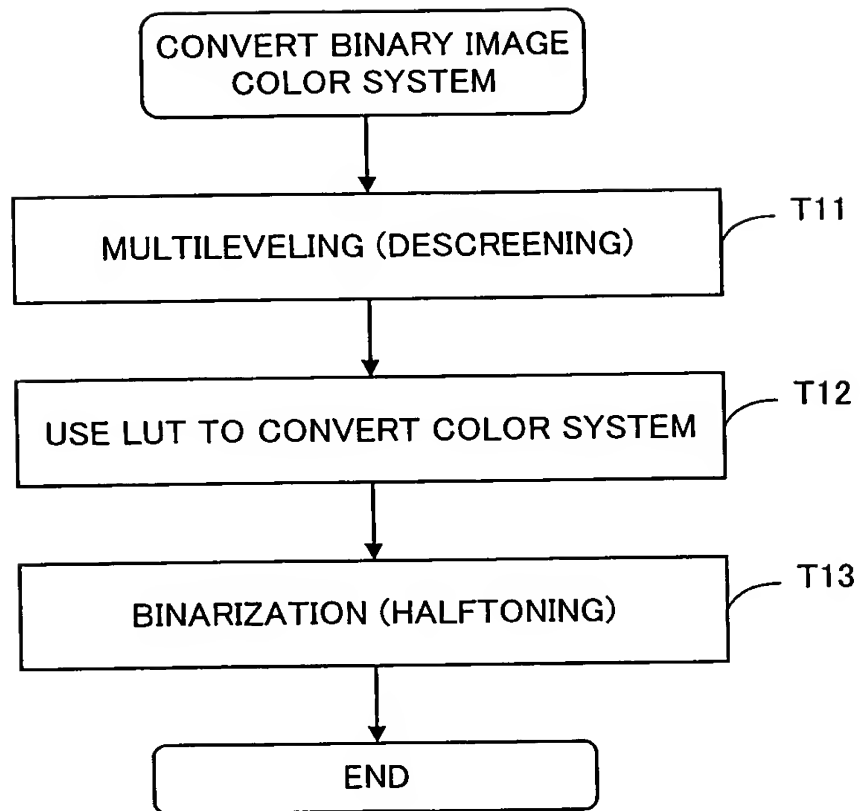 CONVERT BINARY IMAGE
COLOR SYSTEM
MULTILEVELING (DESCREENING)
T11
USE LUT TO CONVERT COLOR SYSTEM
T12
BINARIZATION (HALFTONING)
T13
END